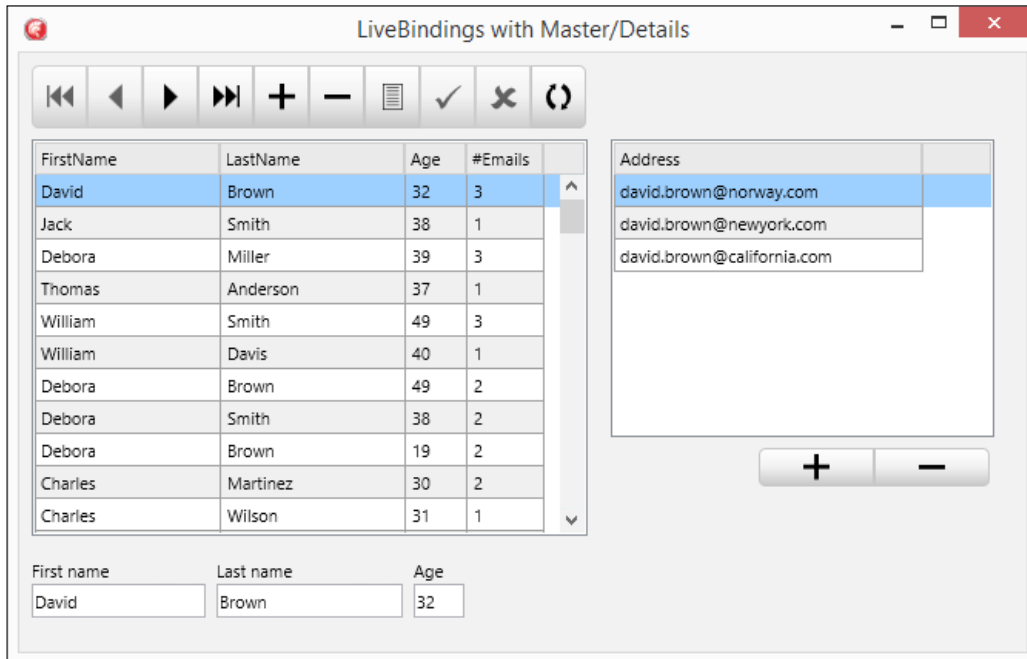 LiveBindings with Master/Details
FirstName LastName Age #Emails
David Brown 32 3
Jack Smith 38 1
Debora Miller 39 3
Thomas Anderson 37 1
William Smith 49 3
William Davis 40 1
Debora Brown 49 2
Debora Smith 38 2
Debora Brown 19 2
Charles Martinez 30 2
Charles Wilson 31 1
Address
david.brown@norway.com
david.brown@newyork.com
david.brown@california.com
First name Last name Age
David Brown 32